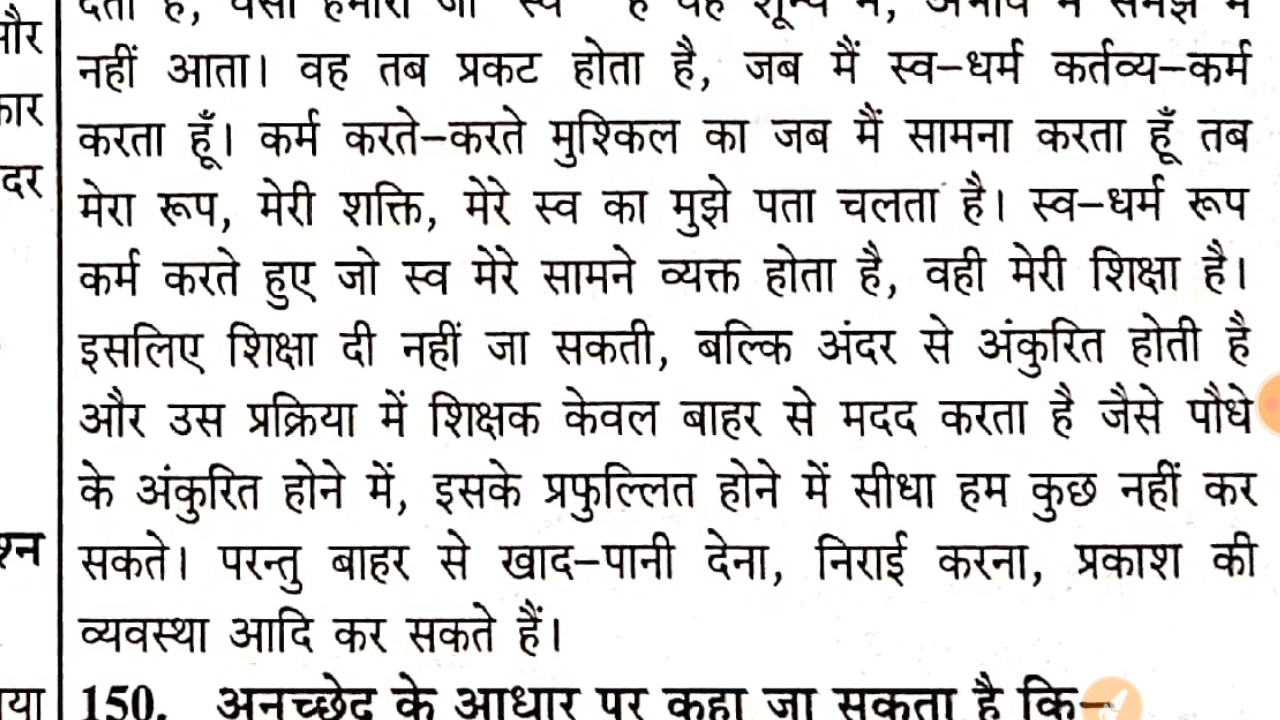 और
नहीं आता। वह तब प्रकट होता है, जब मैं स्व-धर्म कर्तव्य-कर्म
कार
करता हूँ। कर्म करते-करते मुश्किल का जब मैं सामना करता हूँ तब
दर
मेरा रूप, मेरी शक्ति, मेरे स्व का मुझे पता चलता है। स्व-धर्म रूप
कर्म करते हुए जो स्व मेरे सामने व्यक्त होता है, वही मेरी शिक्षा है।
इसलिए शिक्षा दी नहीं जा सकती, बल्कि अंदर से अंकुरित होती है
और उस प्रक्रिया में शिक्षक केवल बाहर से मदद करता है जैसे पौधे
के अंकुरित होने में, इसके प्रफुल्लित होने में सीधा हम कुछ नहीं कर
सकते। परन्तु बाहर से खाद-पानी देना, निराई करना, प्रकाश की
व्यवस्था आदि कर सकते हैं।
150. अनच्छेद के आधार पर कहा जा सकता है कि-